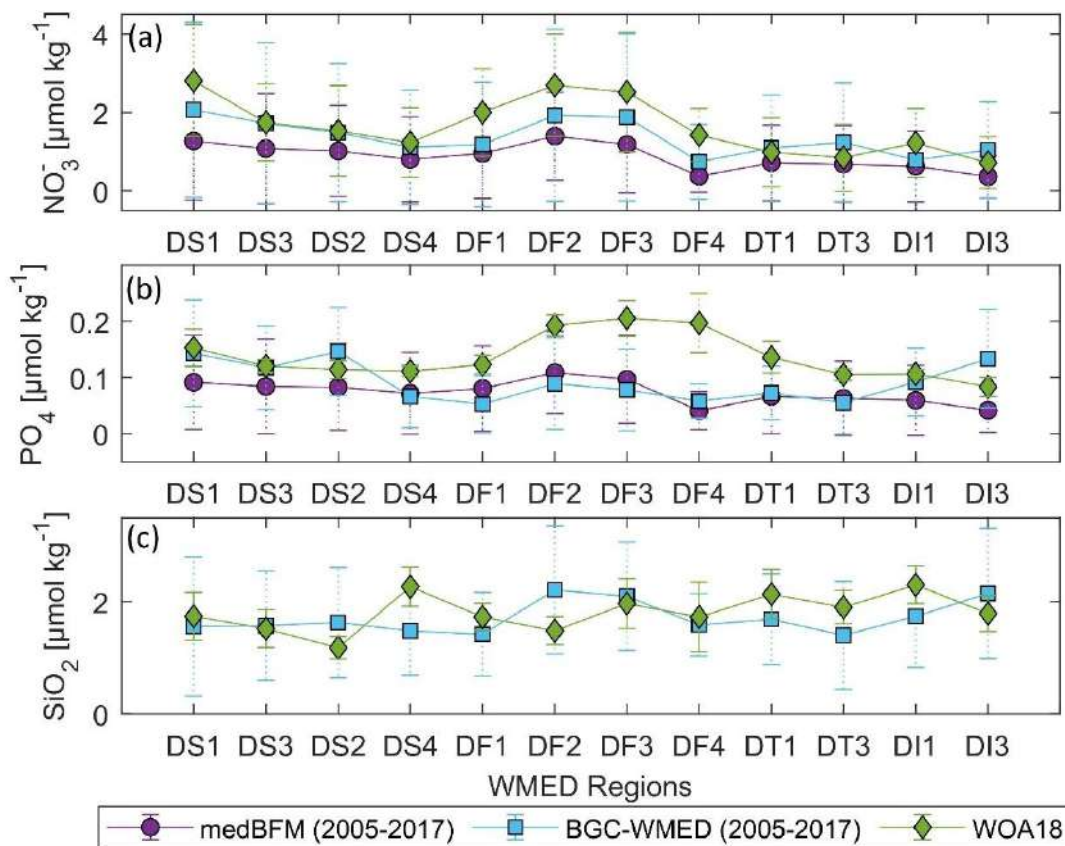 (a)
NO₃⁻ [µmol kg⁻¹]
4
2
0
DS1 DS3 DS2 DS4 DF1 DF2 DF3 DF4 DT1 DT3 DI1 DI3
(b)
PO₄ [µmol kg⁻¹]
0.2
0.1
0
DS1 DS3 DS2 DS4 DF1 DF2 DF3 DF4 DT1 DT3 DI1 DI3
(c)
SiO₂ [µmol kg⁻¹]
2
0
DS1 DS3 DS2 DS4 DF1 DF2 DF3 DF4 DT1 DT3 DI1 DI3
WMED Regions
medBFM (2005-2017) BGC-WMED (2005-2017) WOA18